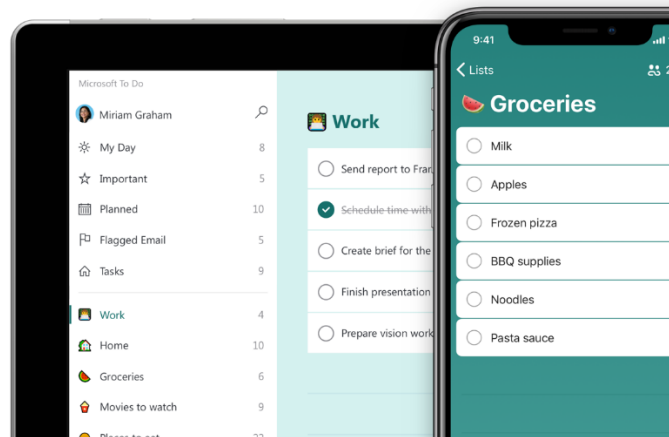 Microsoft To Do
Miriam Graham
My Day 8
Important 5
Planned 10
Flagged Email 5
Tasks 9
Work 4
Home 10
Groceries 6
Movies to watch 9
Work
Send report to
Schedule time with
Create brief for the
Finish presentation
Prepare vision
9:41
Lists
Groceries
Milk
Apples
Frozen pizza
BBQ supplies
Noodles
Pasta sauce